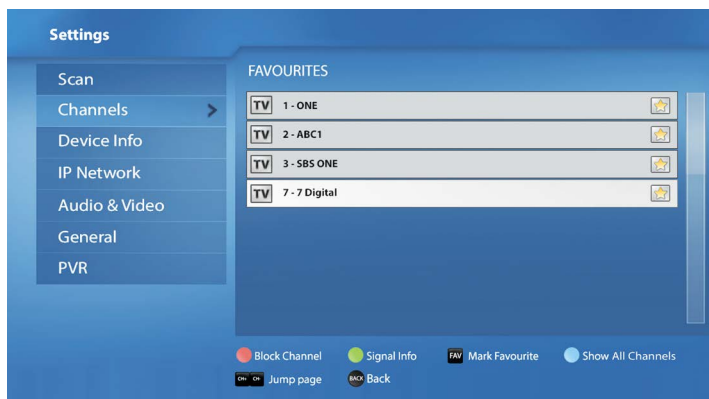 Settings
Scan
Channels
Device Info
IP Network
Audio & Video
General
PVR
FAVOURITES
TV 1 - ONE
TV 2 - ABC1
TV 3 - SBS ONE
TV 7 - 7 Digital
Block Channel Signal Info FAV Mark Favourite Show All Channels
CH+ CH- Jump page BACK Back